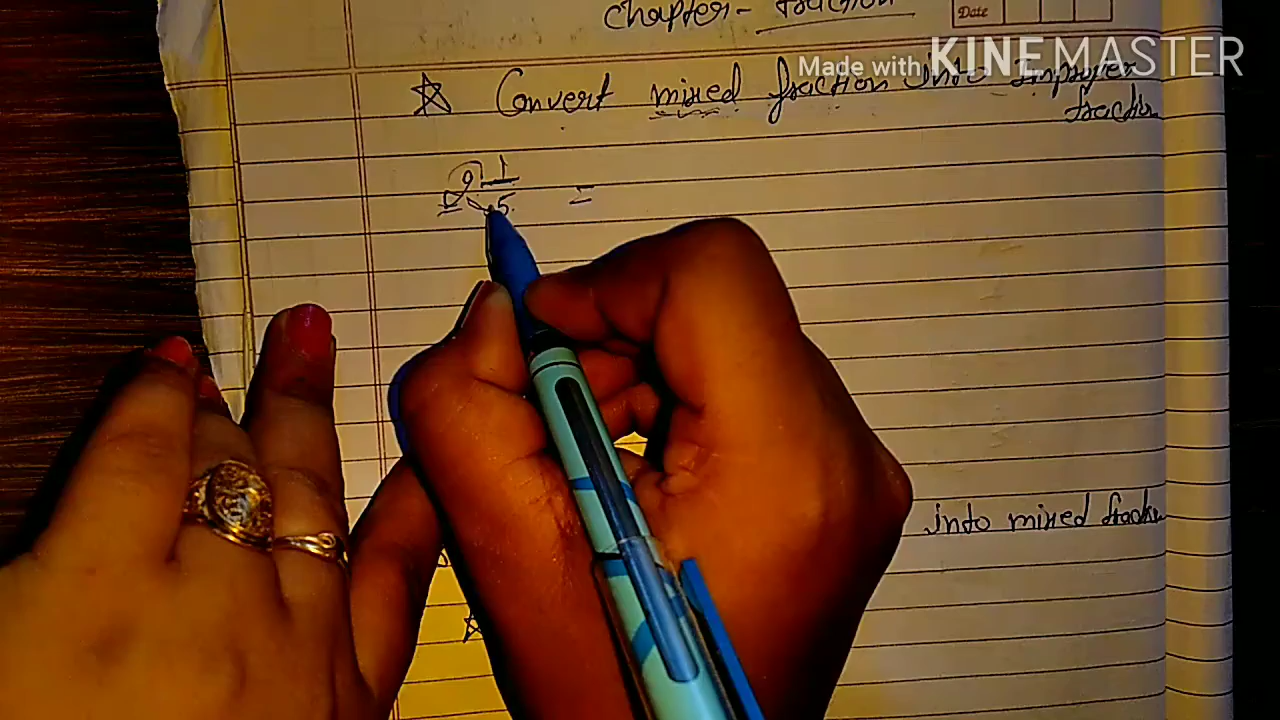 Chapter - fraction
Date
Made with KINEMASTER
☆ Convert mixed fraction into Improper
fraction
2 1/5 =
into mixed fraction